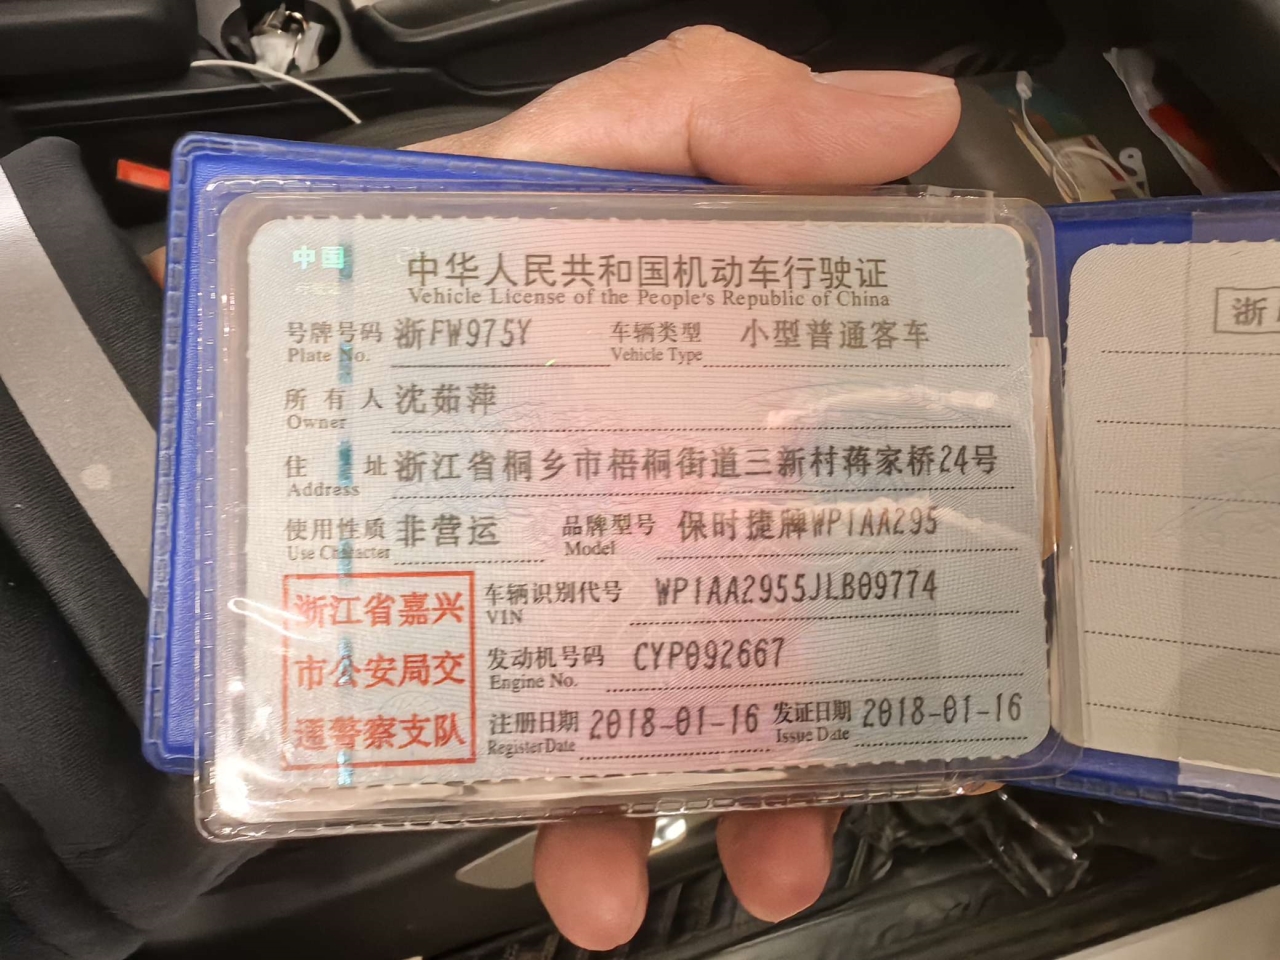 中国
中华人民共和国机动车行驶证
Vehicle License of the People's Republic of China
号牌号码 浙FW975Y 车辆类型 小型普通客车
Plate No. Vehicle Type
所有人 沈茹萍
Owner
住址 浙江省桐乡市梧桐街道三新村蒋家桥24号
Address
使用性质 非营运 品牌型号 保时捷牌WP1AA295
Use Character Model
浙江省嘉兴
市公安局交
通警察支队
车辆识别代号 WP1AA2955JLB09774
VIN
发动机号码 CYP092667
Engine No.
注册日期 2018-01-16 发证日期 2018-01-16
Register Date Issue Date
浙